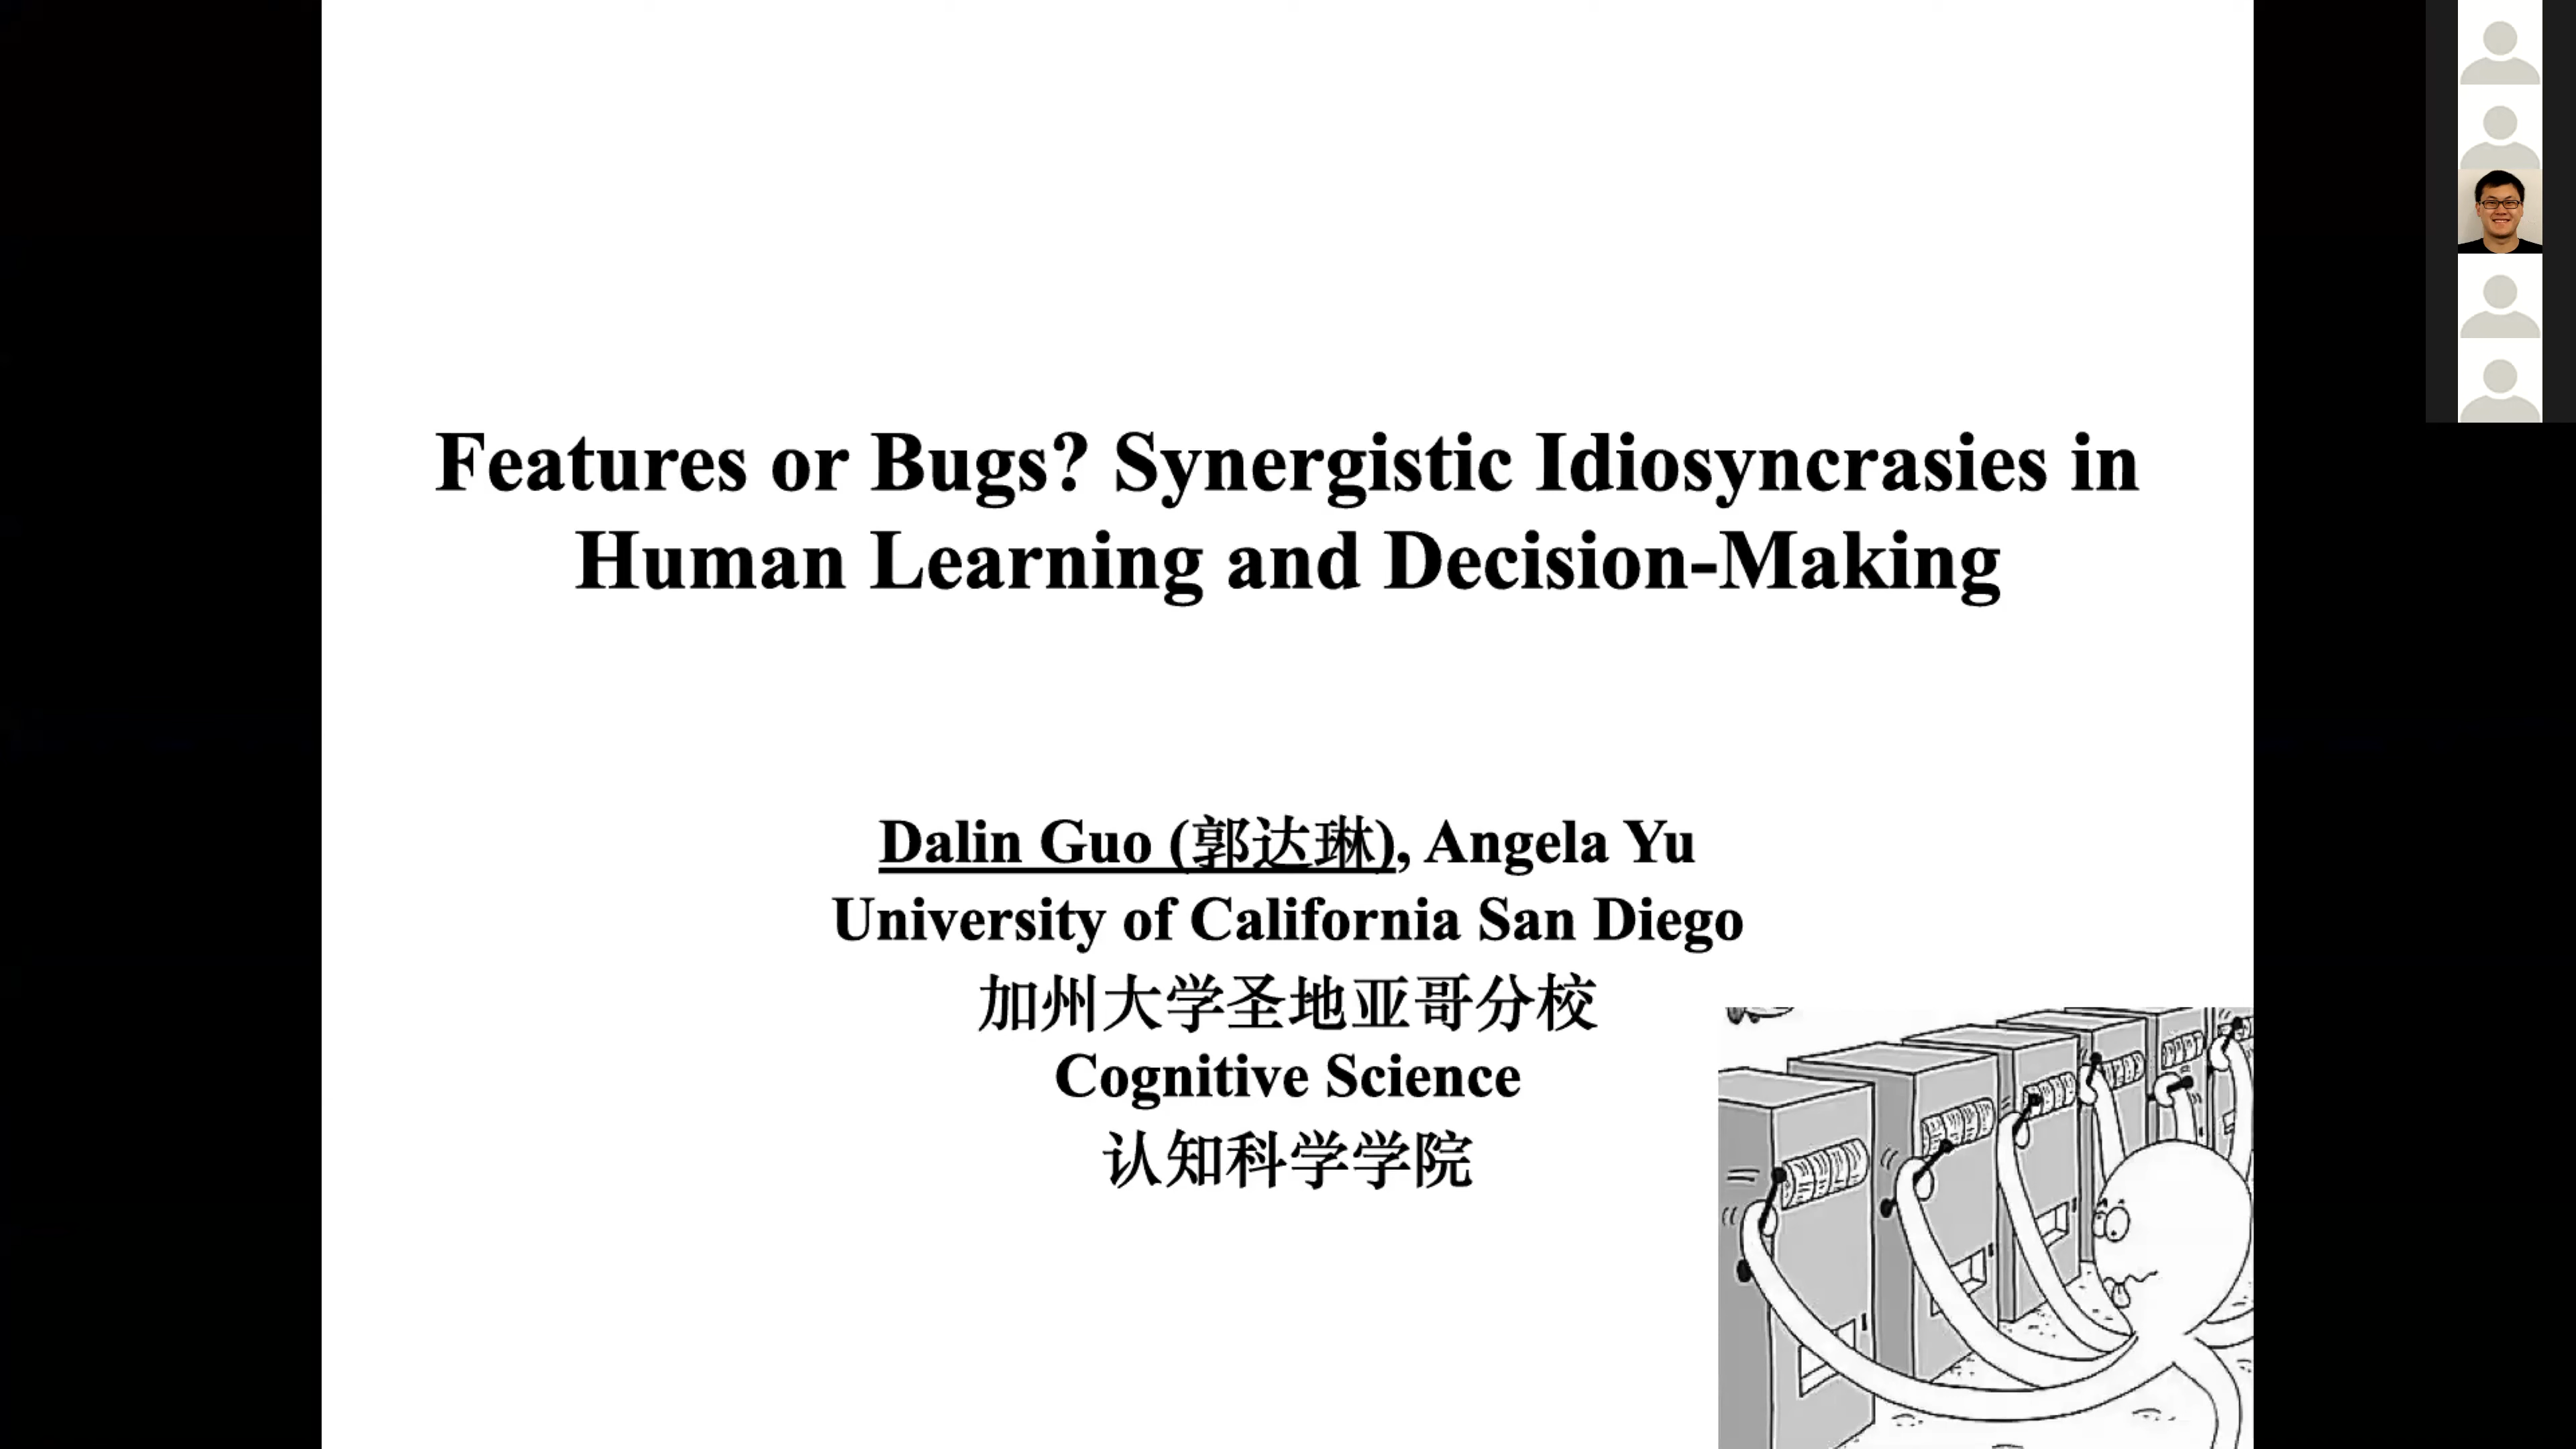 Features or Bugs? Synergistic Idiosyncrasies in
Human Learning and Decision-Making
Dalin Guo (郭达琳), Angela Yu
University of California San Diego
加州大学圣地亚哥分校
Cognitive Science
认知科学学院